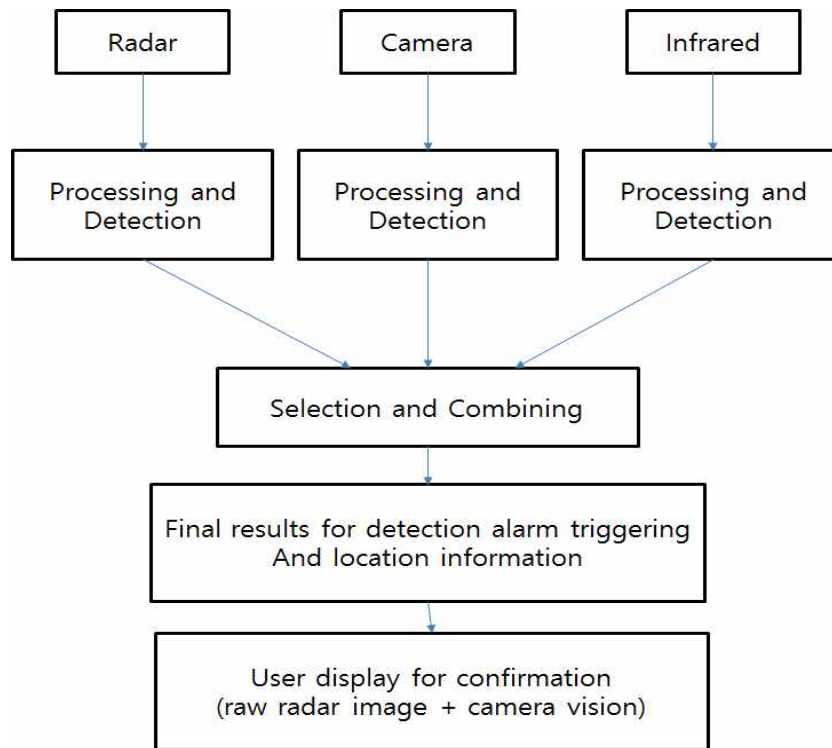 Radar
Camera
Infrared
Processing and
Detection
Processing and
Detection
Processing and
Detection
Selection and Combining
Final results for detection alarm triggering
And location information
User display for confirmation
(raw radar image + camera vision)